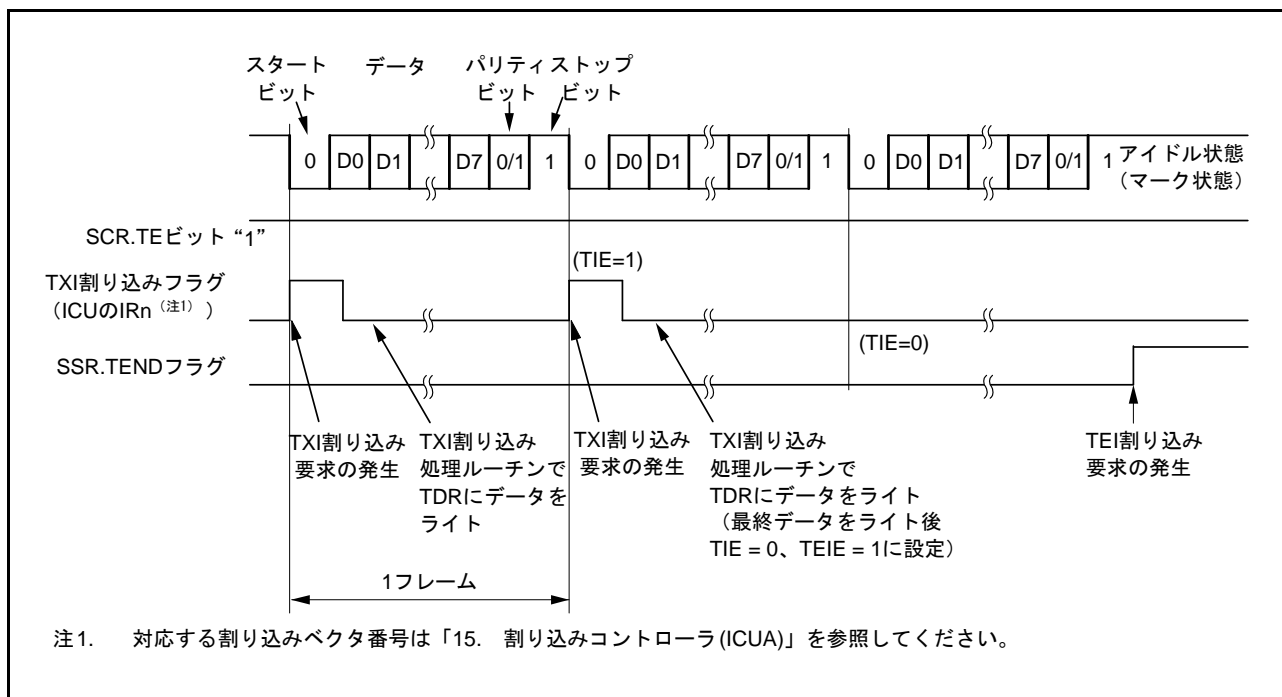 スタート
ビット
データ
パリティ
ビット
ストップ
ビット
0 D0 D1 D7 0/1 1 0 D0 D1 D7 0/1 1 0 D0 D1 D7 0/1 1 アイドル状態
(マーク状態)
SCR.TEビット “1”
(TIE=1)
TXI割り込みフラグ
(ICUのIRn (注1) )
(TIE=0)
SSR.TENDフラグ
TXI割り込み
要求の発生
TXI割り込み
処理ルーチンで
TDRにデータを
ライト
TXI割り込み
要求の発生
TXI割り込み
処理ルーチンで
TDRにデータをライト
(最終データをライト後
TIE = 0、TEIE = 1に設定)
TEI割り込み
要求の発生
1フレーム
注1. 対応する割り込みベクタ番号は「15. 割り込みコントローラ(ICUA)」を参照してください。